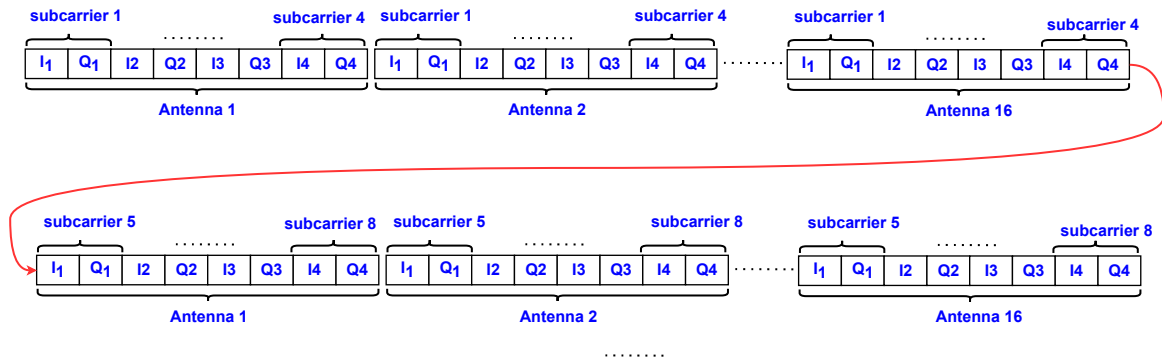 subcarrier 1 subcarrier 4 subcarrier 1 subcarrier 4 subcarrier 1 subcarrier 4
I1 Q1 I2 Q2 I3 Q3 I4 Q4 I1 Q1 I2 Q2 I3 Q3 I4 Q4 I1 Q1 I2 Q2 I3 Q3 I4 Q4
Antenna 1 Antenna 2 Antenna 16
subcarrier 5 subcarrier 8 subcarrier 5 subcarrier 8 subcarrier 5 subcarrier 8
I1 Q1 I2 Q2 I3 Q3 I4 Q4 I1 Q1 I2 Q2 I3 Q3 I4 Q4 I1 Q1 I2 Q2 I3 Q3 I4 Q4
Antenna 1 Antenna 2 Antenna 16